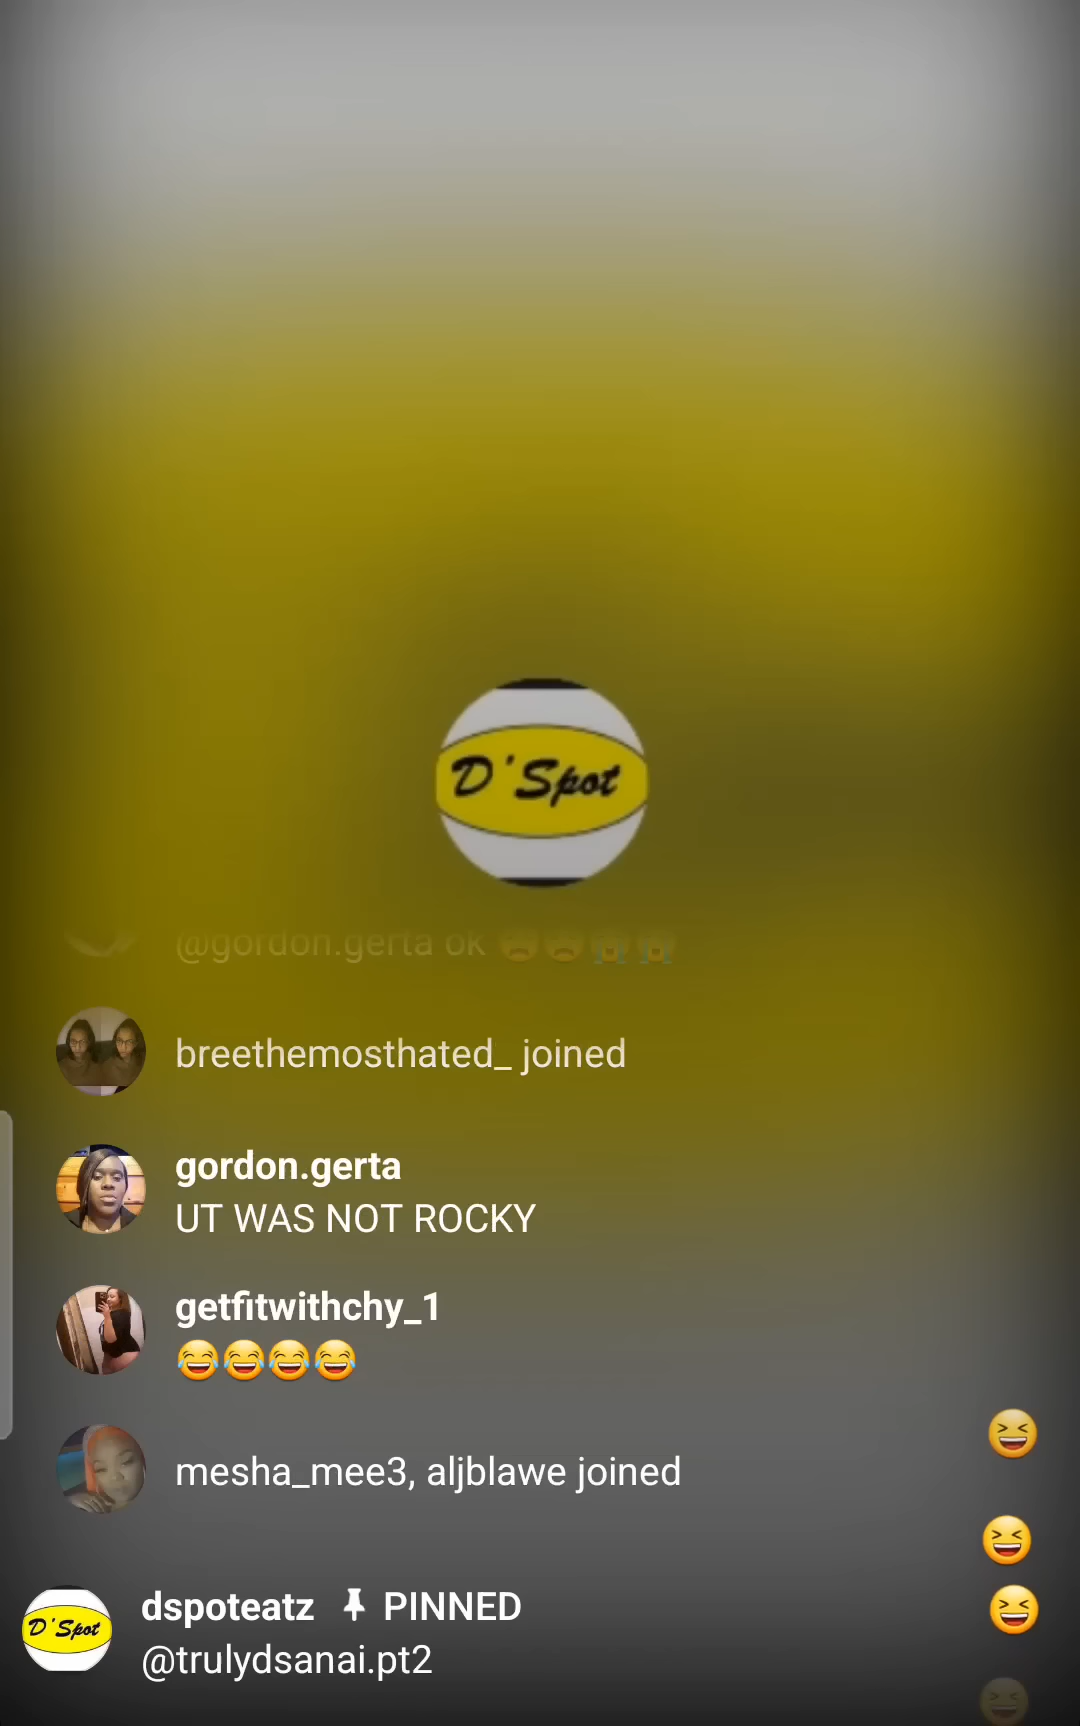 D'Spot
@gordon.gerta ok 😞😞😭😭
breethemosthated_ joined
gordon.gerta
UT WAS NOT ROCKY
getfitwithchy_1
😂😂😂😂
mesha_mee3, aljblawe joined
D'Spot
dspoteatz 📌 PINNED
@trulydsanai.pt2